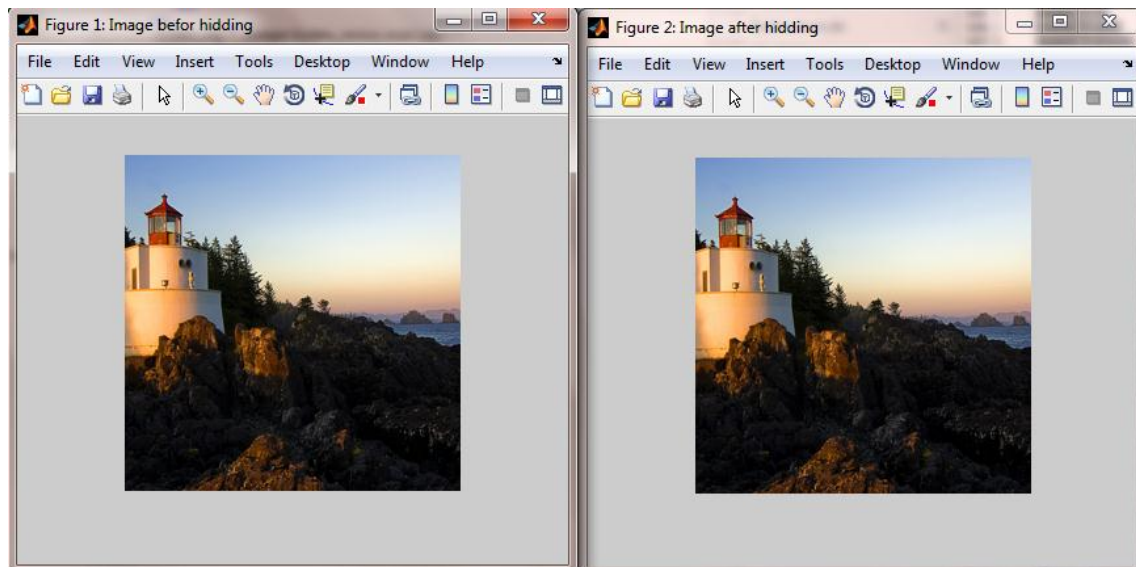 Figure 1: Image befor hidding
File Edit View Insert Tools Desktop Window Help
Figure 2: Image after hidding
File Edit View Insert Tools Desktop Window Help